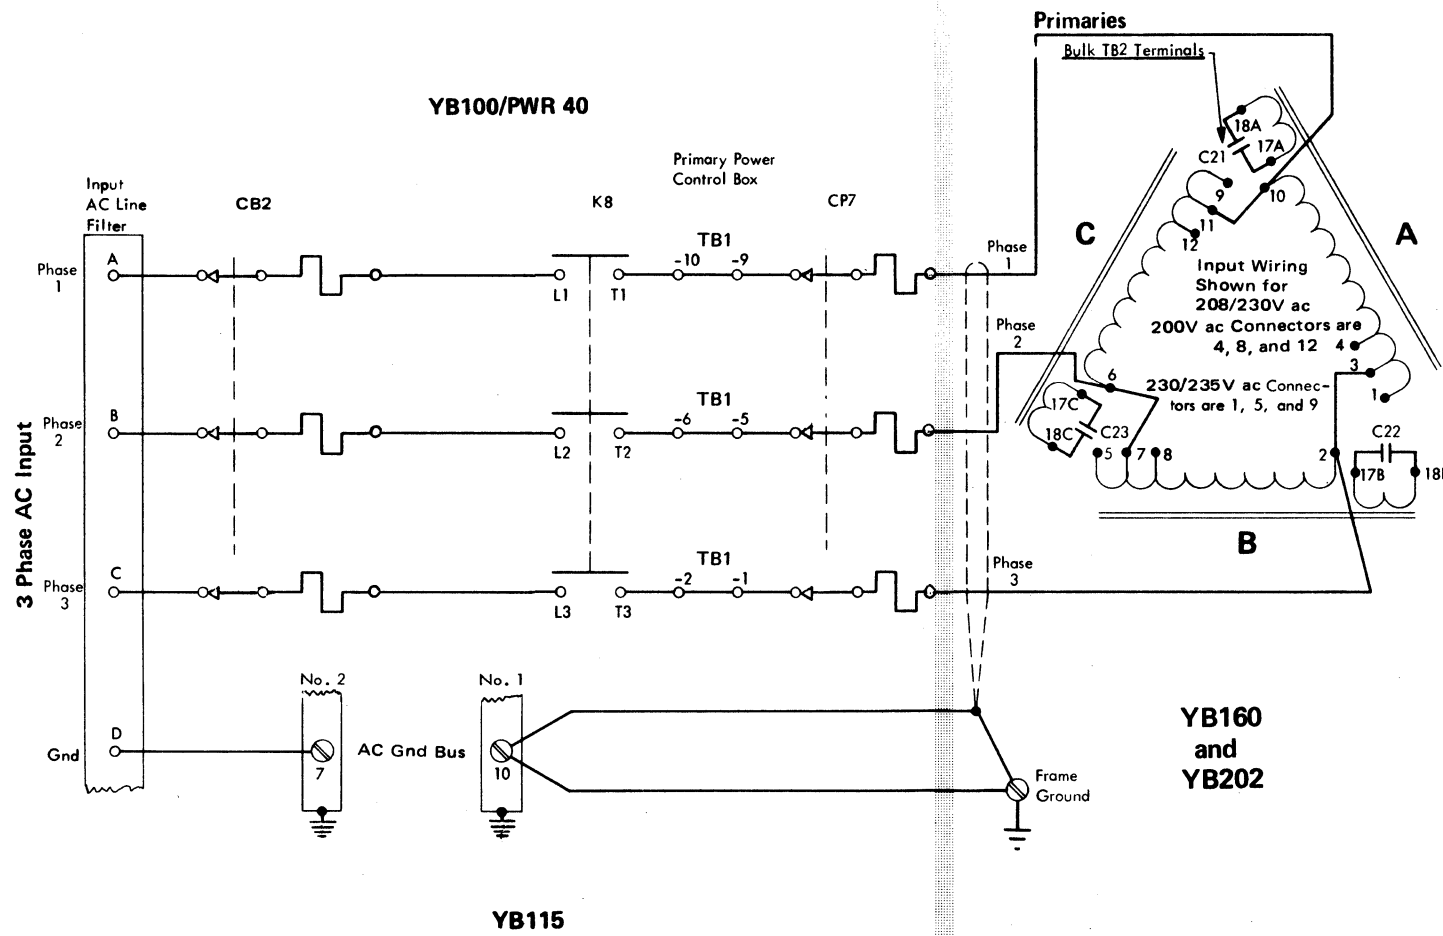 Primaries
Bulk TB2 Terminals
YB100/PWR 40
18A
17A
C21
Primary Power
Control Box
Input
AC Line
Filter
CB2
K8
CP7
9
10
11
12
C
A
TB1
-10
-9
Phase
1
A
L1
T1
Phase
1
Input Wiring
Shown for
208/230V ac
200V ac Connectors are
4, 8, and 12
4
3
1
230/235V ac Connec-
tors are 1, 5, and 9
Phase
2
6
17C
18C
C23
5
7
8
2
C22
17B
18
B
3 Phase AC Input
Phase
2
B
L2
T2
TB1
-6
-5
Phase
3
C
L3
T3
TB1
-2
-1
Phase
3
No. 2
No. 1
D
Gnd
7
AC Gnd Bus
10
Frame
Ground
YB160
and
YB202
YB115